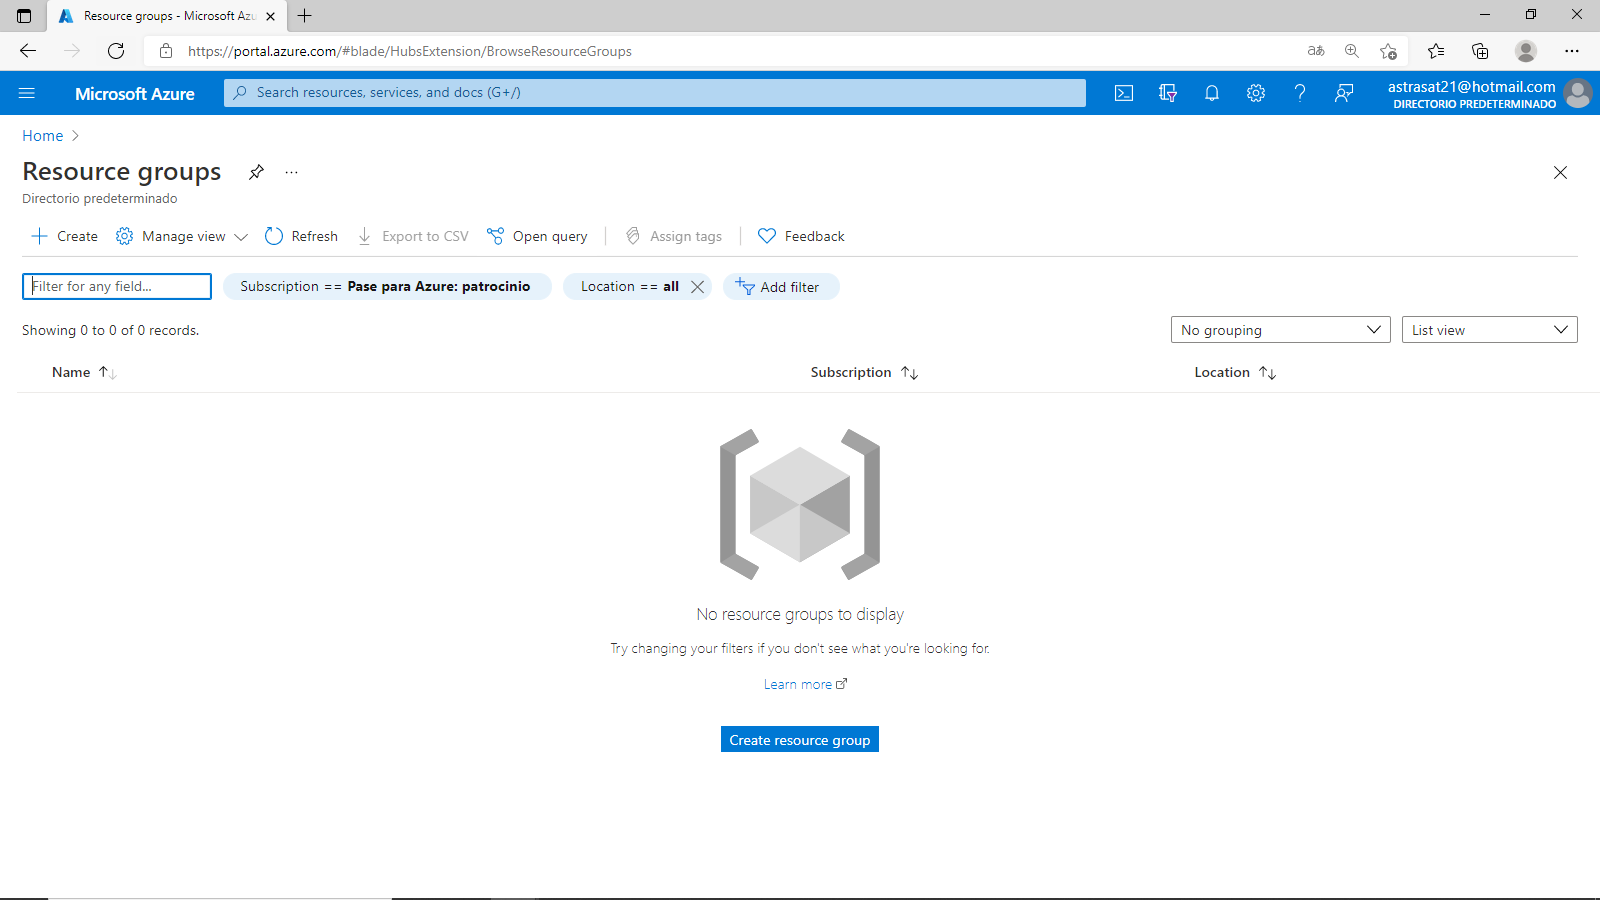 Resource groups - Microsoft Azu
https://portal.azure.com/#blade/HubsExtension/BrowseResourceGroups
aあ
Microsoft Azure
Search resources, services, and docs (G+/)
astrasat21@hotmail.com
DIRECTORIO PREDETERMINADO
Home
Resource groups
Directorio predeterminado
Create Manage view Refresh Export to CSV Open query Assign tags Feedback
Filter for any field... Subscription == Pase para Azure: patrocinio Location == all Add filter
Showing 0 to 0 of 0 records. No grouping List view
Name Subscription Location
No resource groups to display
Try changing your filters if you don't see what you're looking for.
Learn more
Create resource group